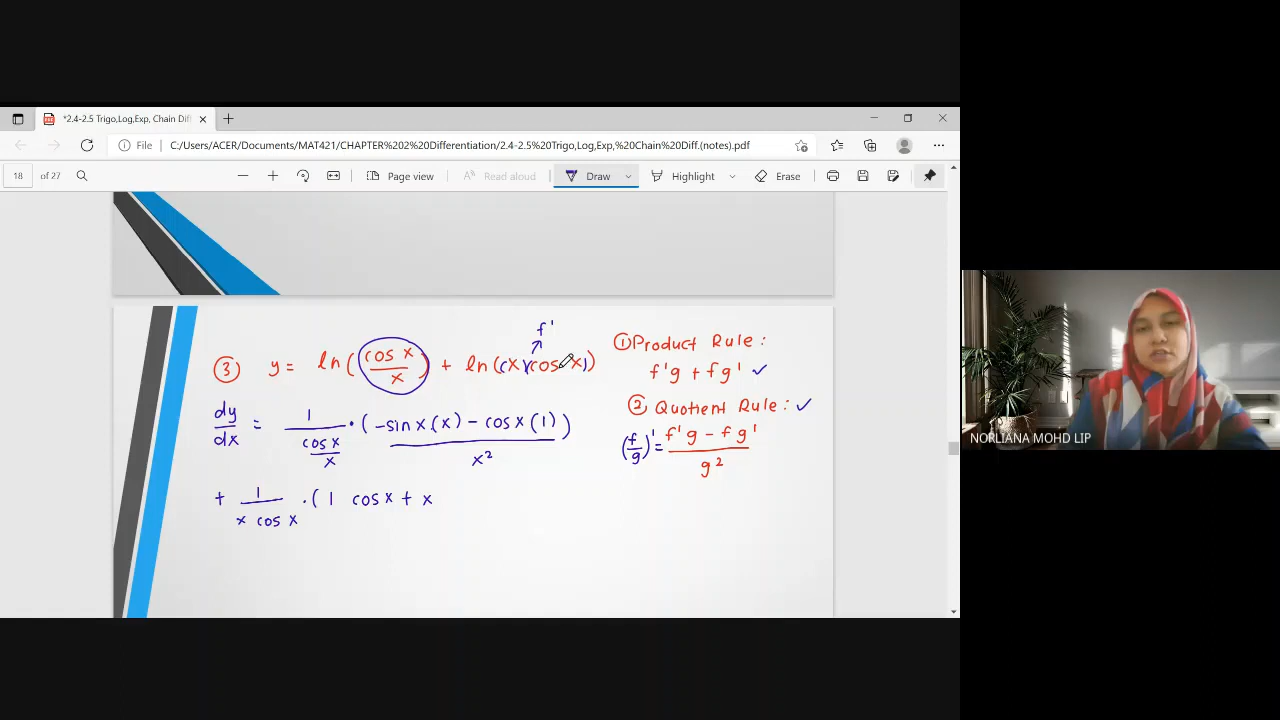 *2.4-2.5 Trigo,Log,Exp, Chain Diff
File C:/Users/ACER/Documents/MAT421/CHAPTER%202%20Differentiation/2.4-2.5%20Trigo,Log,Exp,%20Chain%20Diff.(notes).pdf
18 of 27 Page view Read aloud Draw Highlight Erase
f'
③ y = ln(cos x / x) + ln((x)(cos x))
dy/dx = 1/(cos x / x) · (-sin x (x) - cos x (1)) / x²
+ 1/(x cos x) · (1 cos x + x
① Product Rule :
f'g + fg' ✓
② Quotient Rule : ✓
(f/g)' = (f'g - fg') / g²
NORLIANA MOHD LIP